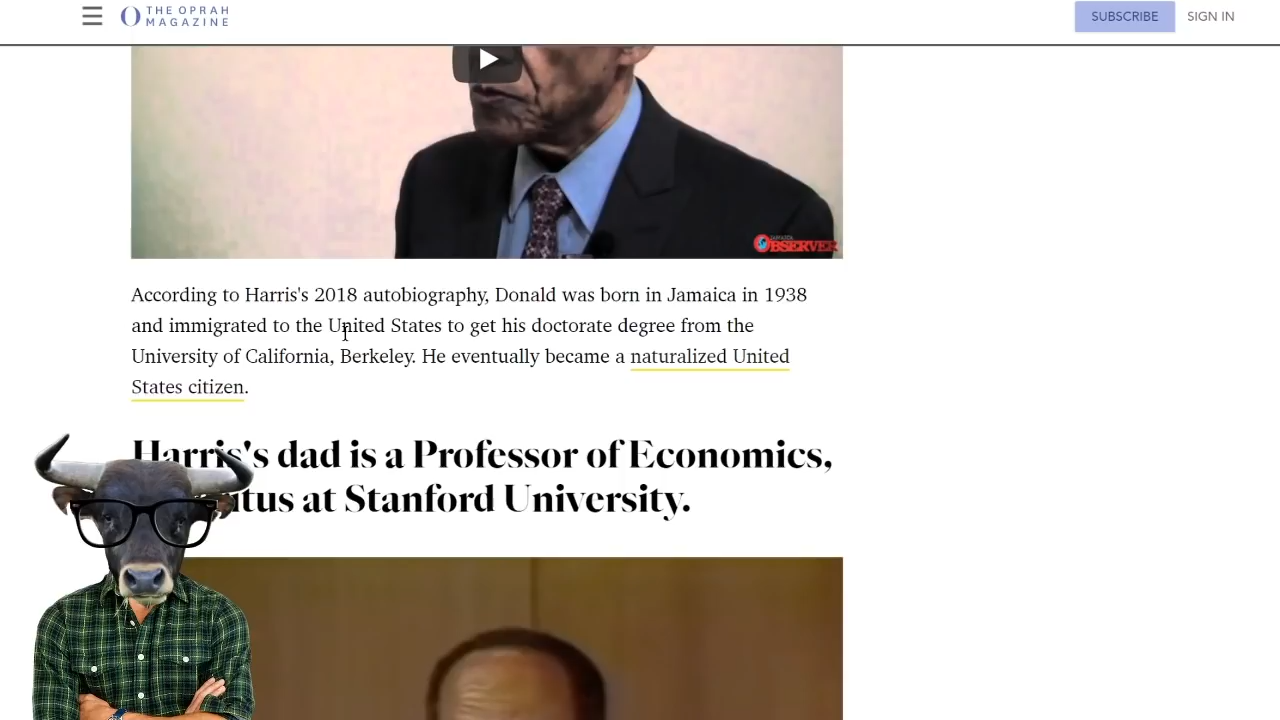 THE OPRAH
MAGAZINE
SUBSCRIBE
SIGN IN
OBSERVER
According to Harris's 2018 autobiography, Donald was born in Jamaica in 1938
and immigrated to the United States to get his doctorate degree from the
University of California, Berkeley. He eventually became a naturalized United
States citizen.
Harris's dad is a Professor of Economics,
at Stanford University.